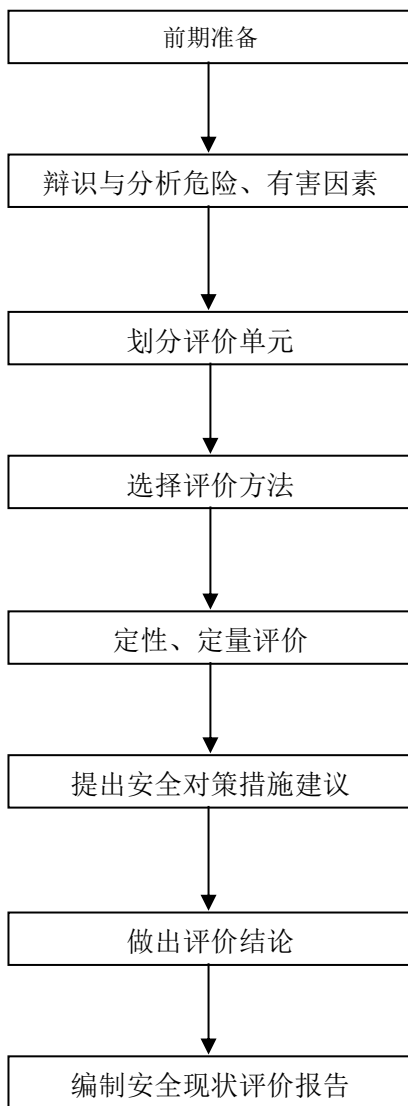 前期准备
辩识与分析危险、有害因素
划分评价单元
选择评价方法
定性、定量评价
提出安全对策措施建议
做出评价结论
编制安全现状评价报告